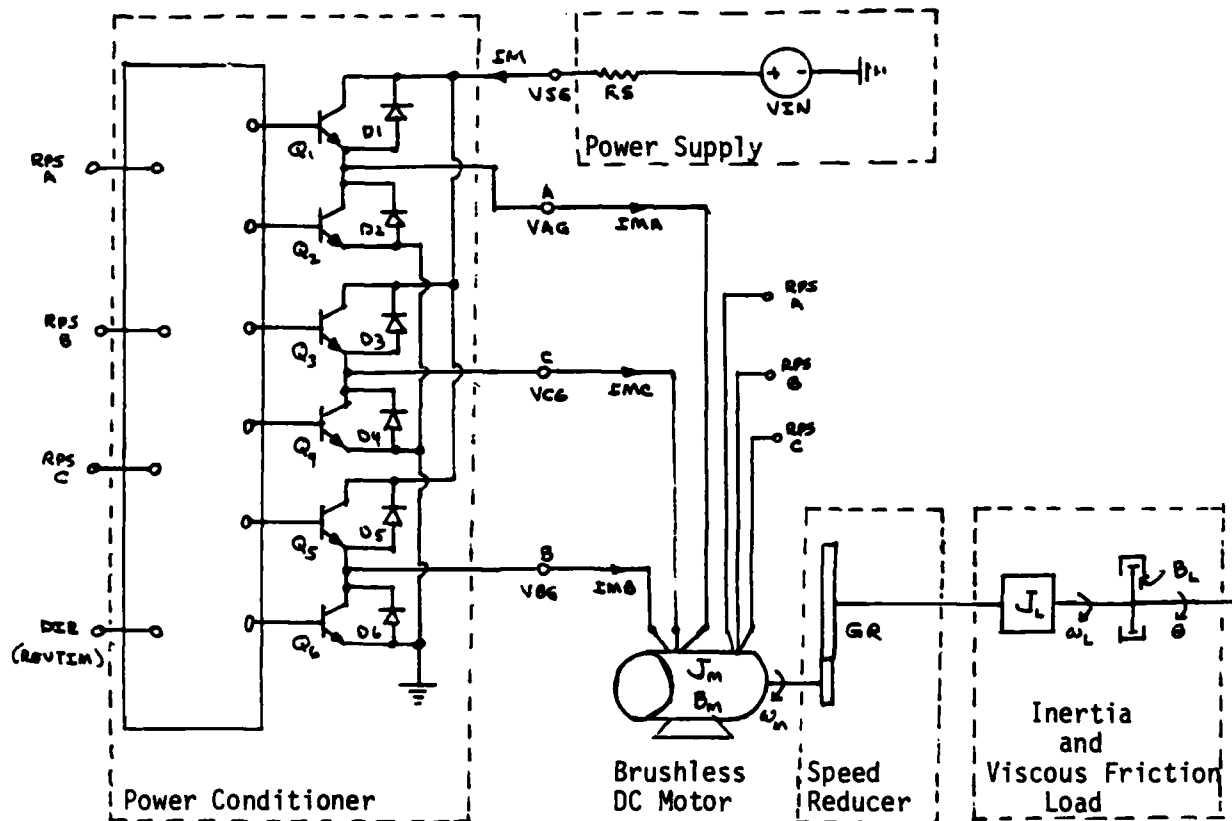 IM
VSG
RS
VIN
Power Supply
RPS
A
RPS
B
RPS
C
DIR
(REVTIM)
Q1
D1
Q2
D2
Q3
D3
Q4
D4
Q5
D5
Q6
D6
Power Conditioner
A
VAG
IMA
C
VCG
IMC
B
VBG
IMB
RPS
A
RPS
B
RPS
C
JM
BM
ωm
Brushless
DC Motor
GR
Speed
Reducer
JL
ωL
BL
θ
Inertia
and
Viscous Friction
Load